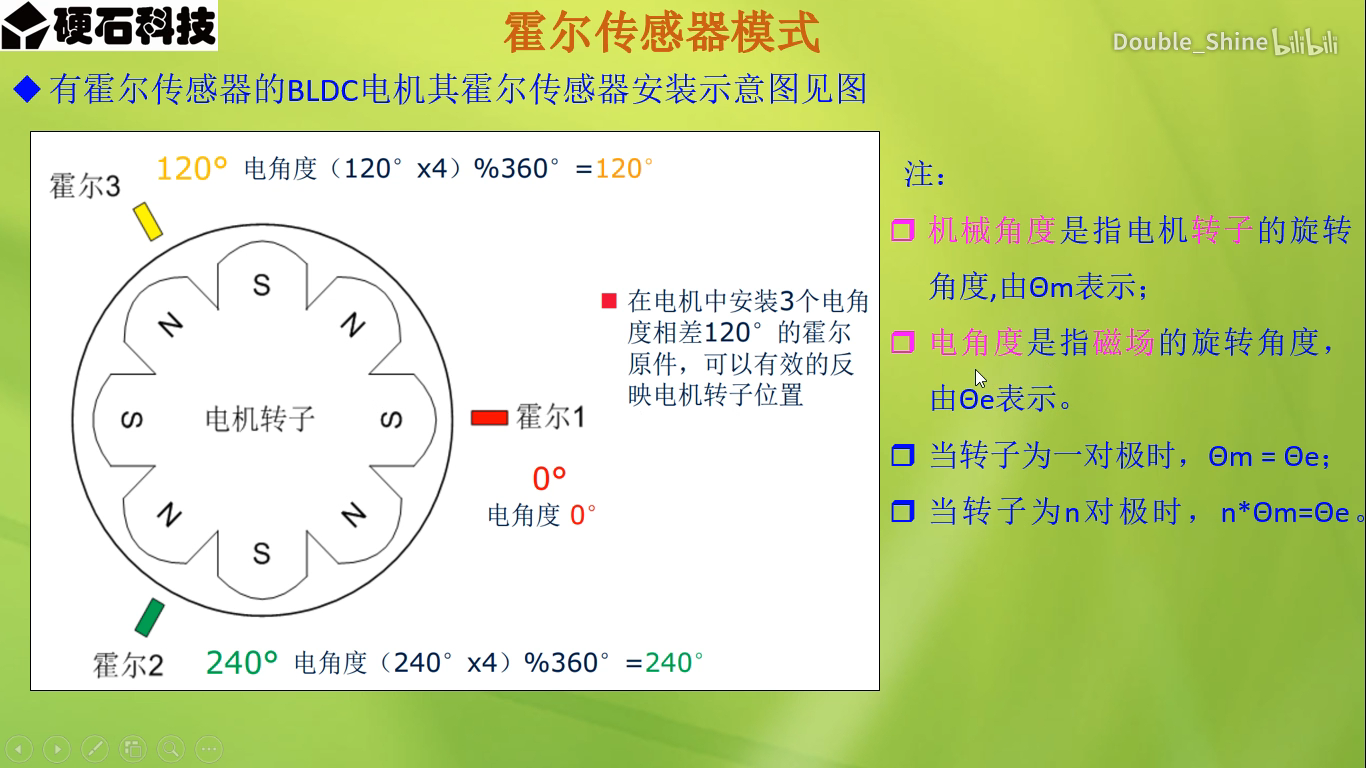 硬石科技
霍尔传感器模式
Double_Shine bilibili
有霍尔传感器的BLDC电机其霍尔传感器安装示意图见图
120° 电角度（120°x4）%360°=120°
霍尔3
S
N
N
S
电机转子
S
霍尔1
N
N
S
0°
电角度 0°
霍尔2
240° 电角度（240°x4）%360°=240°
在电机中安装3个电角
度相差120°的霍尔
原件，可以有效的反
映电机转子位置
注：
机械角度是指电机转子的旋转
角度,由Θm表示；
电角度是指磁场的旋转角度，
由Θe表示。
当转子为一对极时，Θm = Θe；
当转子为n对极时，n*Θm=Θe。